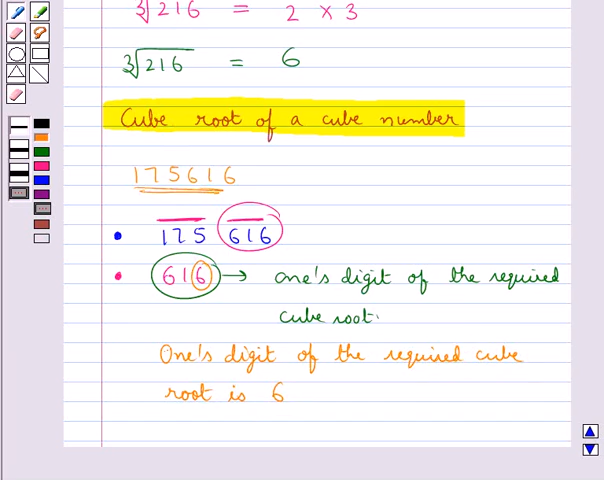 ∛216 = 2 × 3
∛216 = 6
Cube root of a cube number
175616
• 175 616
• 616 → one's digit of the required
cube root.
One's digit of the required cube
root is 6